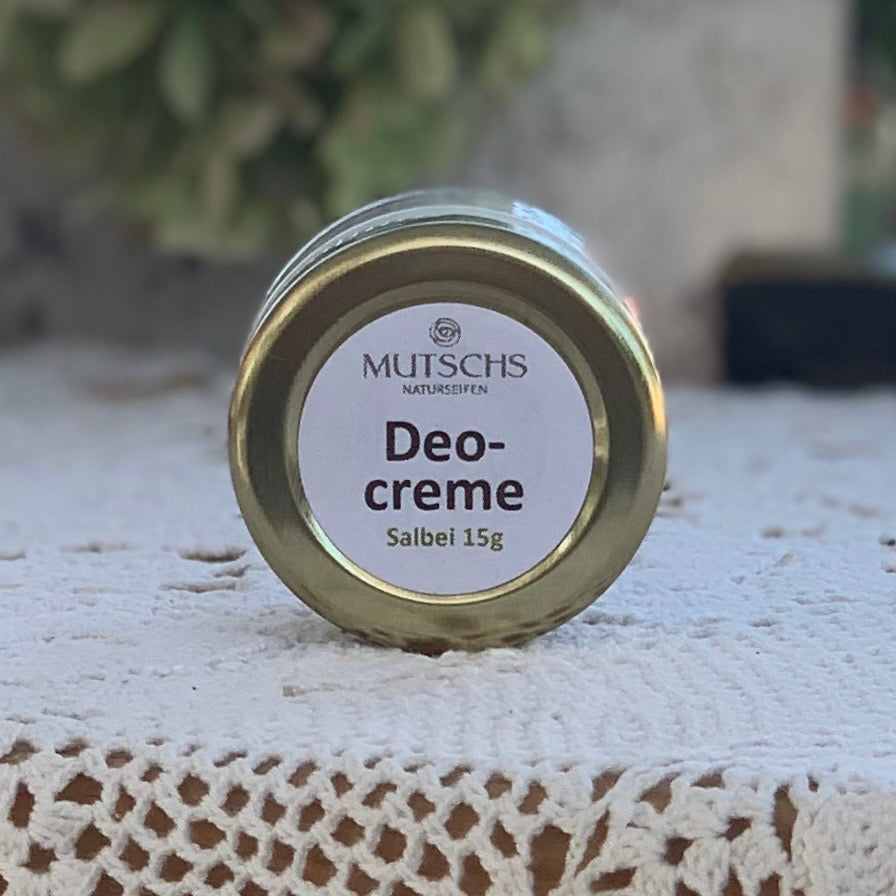 MUTSCHS
NATURSEIFEN
Deo-
creme
Salbei 15g